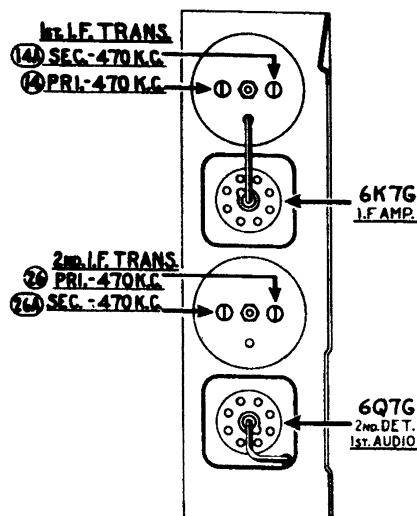 1st. I.F. TRANS.
14A SEC.-470 K.C.
14 PRI.-470 K.C.
6K7G
I.F. AMP.
2ND. I.F. TRANS.
26 PRI.-470 K.C.
26A SEC.-470 K.C.
6Q7G
2ND. DET.
1ST. AUDIO